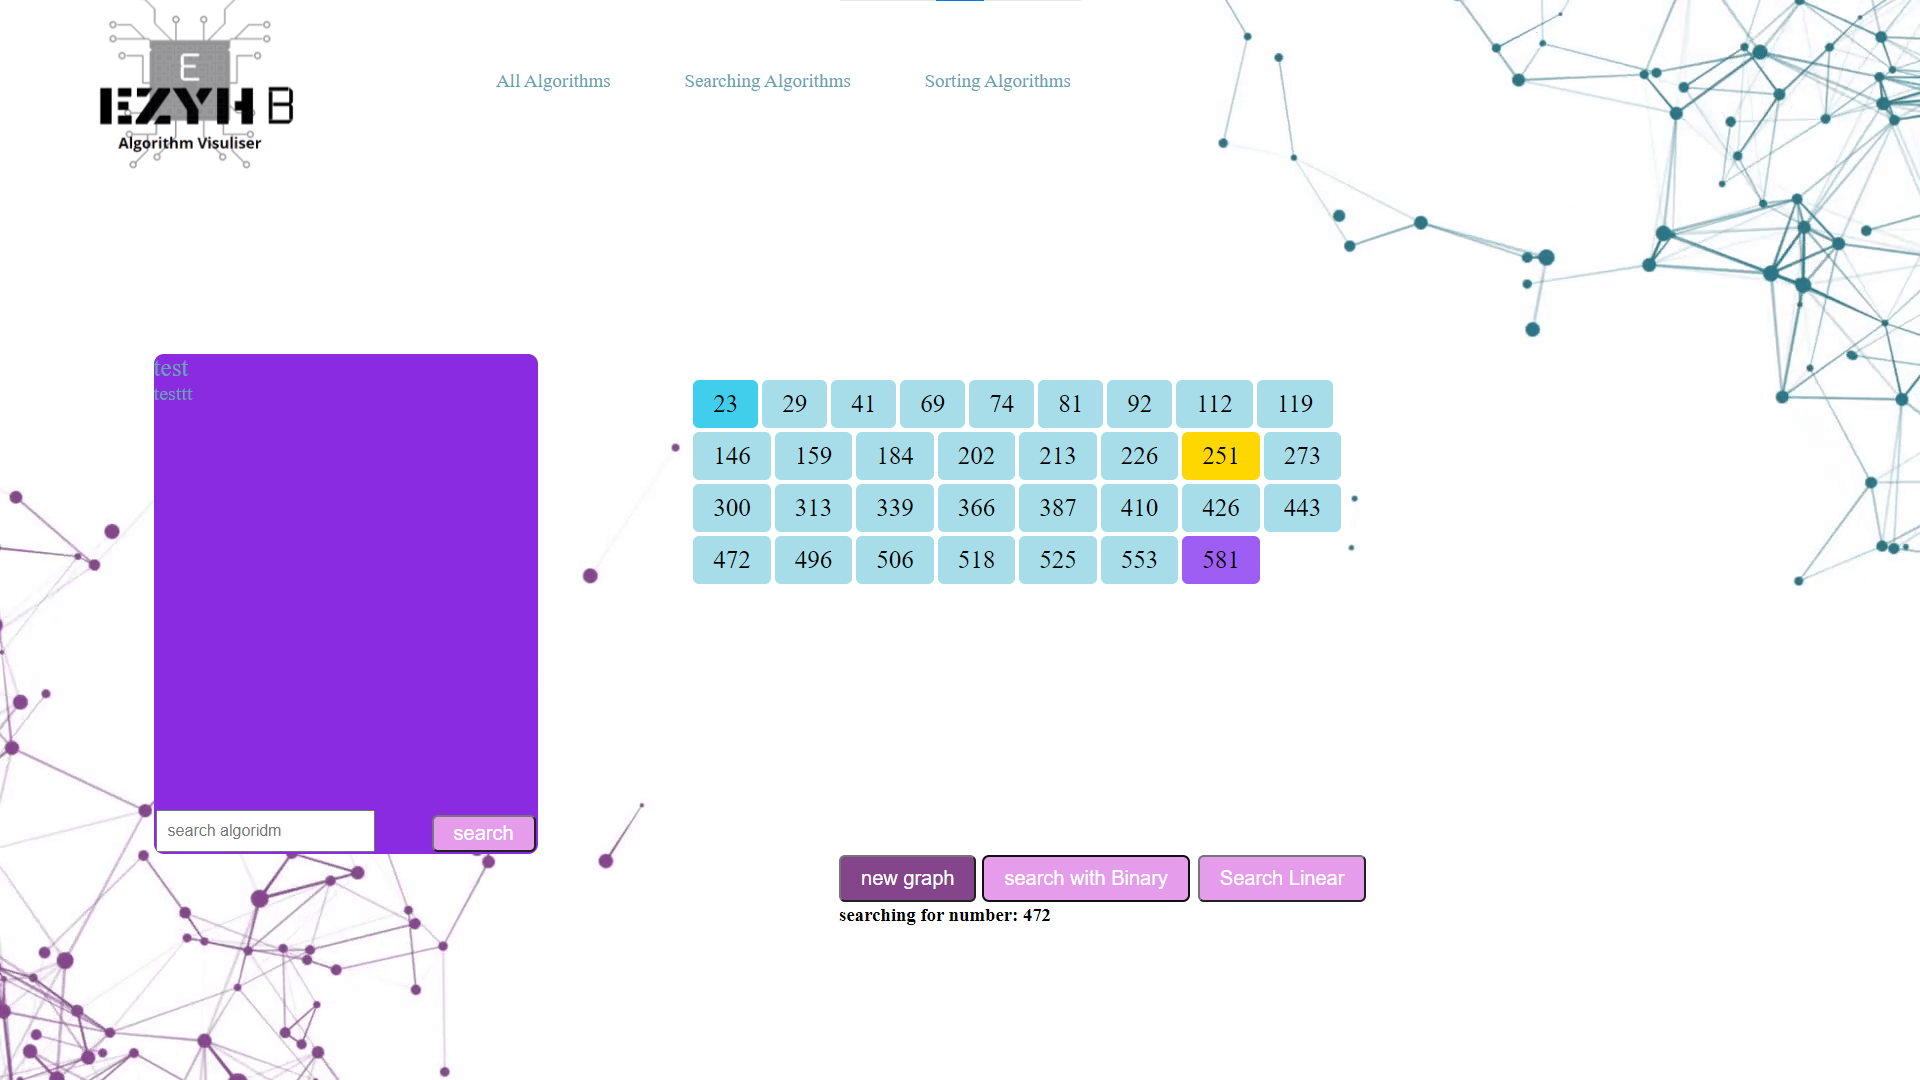 E
EZYH B
Algorithm Visuliser
All Algorithms Searching Algorithms Sorting Algorithms
test
testtt
23 29 41 69 74 81 92 112 119
146 159 184 202 213 226 251 273
300 313 339 366 387 410 426 443
472 496 506 518 525 553 581
search algoridm search
new graph search with Binary Search Linear
searching for number: 472